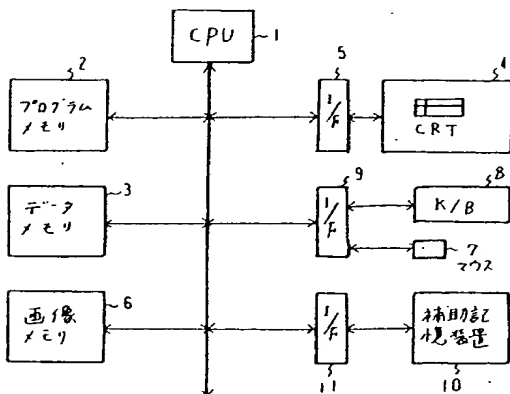 CPU
1
2
プログラム
メモリ
5
I/F
4
CRT
3
データ
メモリ
9
I/F
8
K/B
7
マウス
6
画像
メモリ
I/F
11
補助記
憶装置
10